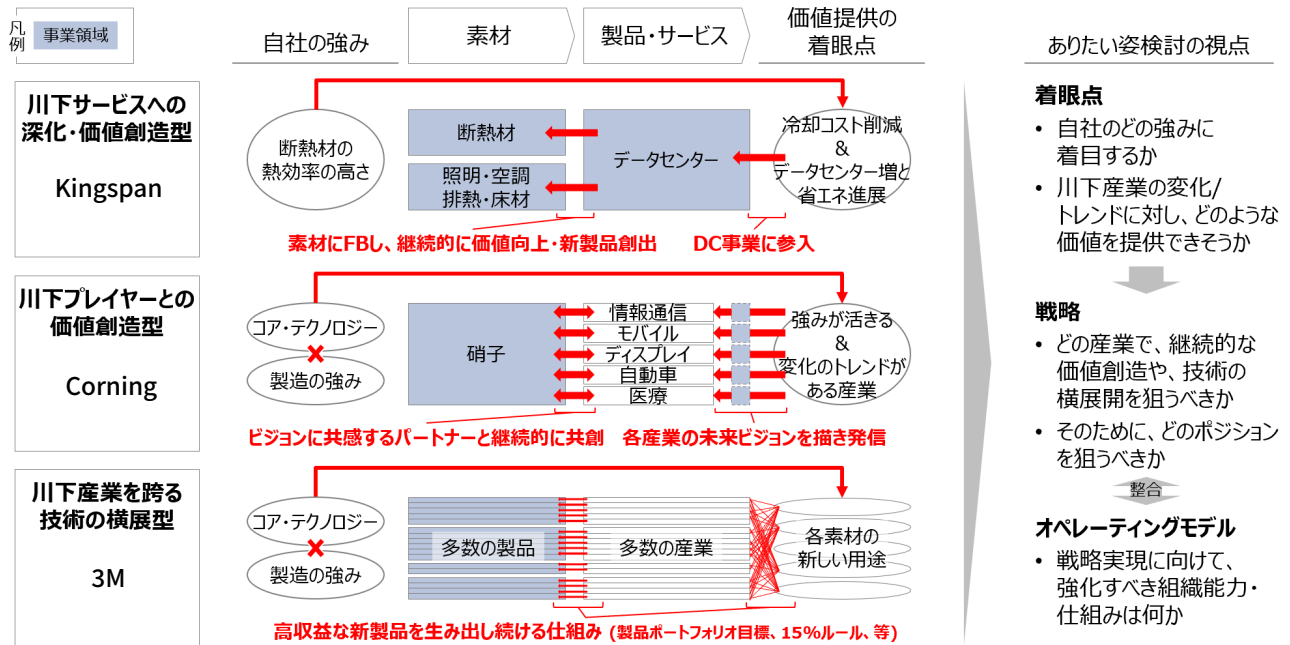 凡
例
事業領域
自社の強み
素材
製品・サービス
価値提供の
着眼点
ありたい姿検討の視点
川下サービスへの
深化・価値創造型
Kingspan
断熱材の
熱効率の高さ
断熱材
照明・空調
排熱・床材
データセンター
冷却コスト削減
&
データセンター増と
省エネ進展
素材にFBし、継続的に価値向上・新製品創出
DC事業に参入
川下プレイヤーとの
価値創造型
Corning
コア・テクノロジー
製造の強み
硝子
情報通信
モバイル
ディスプレイ
自動車
医療
強みが活きる
&
変化のトレンドが
ある産業
ビジョンに共感するパートナーと継続的に共創
各産業の未来ビジョンを描き発信
川下産業を跨る
技術の横展型
3M
コア・テクノロジー
製造の強み
多数の製品
多数の産業
各素材の
新しい用途
高収益な新製品を生み出し続ける仕組み (製品ポートフォリオ目標、15%ルール、等)
着眼点
• 自社のどの強みに
着目するか
• 川下産業の変化/
トレンドに対し、どのような
価値を提供できそうか
戦略
• どの産業で、継続的な
価値創造や、技術の
横展開を狙うべきか
• そのために、どのポジション
を狙うべきか
整合
オペレーティングモデル
• 戦略実現に向けて、
強化すべき組織能力・
仕組みは何か